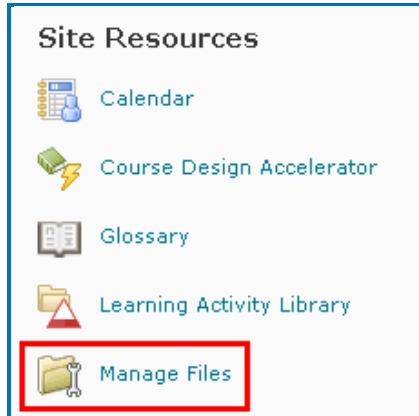 Site Resources
Calendar
Course Design Accelerator
Glossary
Learning Activity Library
Manage Files